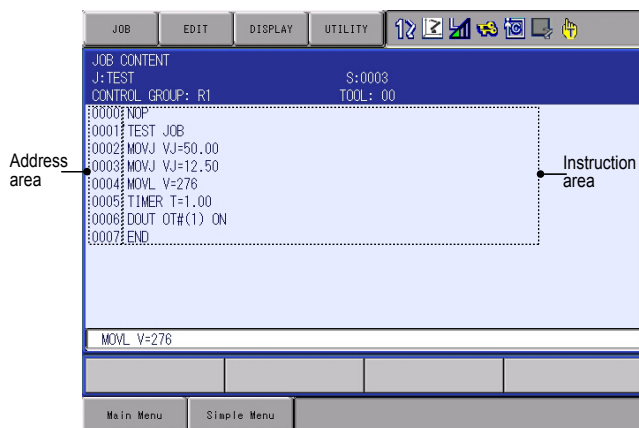 JOB EDIT DISPLAY UTILITY
JOB CONTENT
J:TEST S:0003
CONTROL GROUP: R1 TOOL: 00
0000 NOP
0001 TEST JOB
0002 MOVJ VJ=50.00
0003 MOVJ VJ=12.50
0004 MOVL V=276
0005 TIMER T=1.00
0006 DOUT OT#(1) ON
0007 END
Address
area
Instruction
area
MOVL V=276
Main Menu Simple Menu